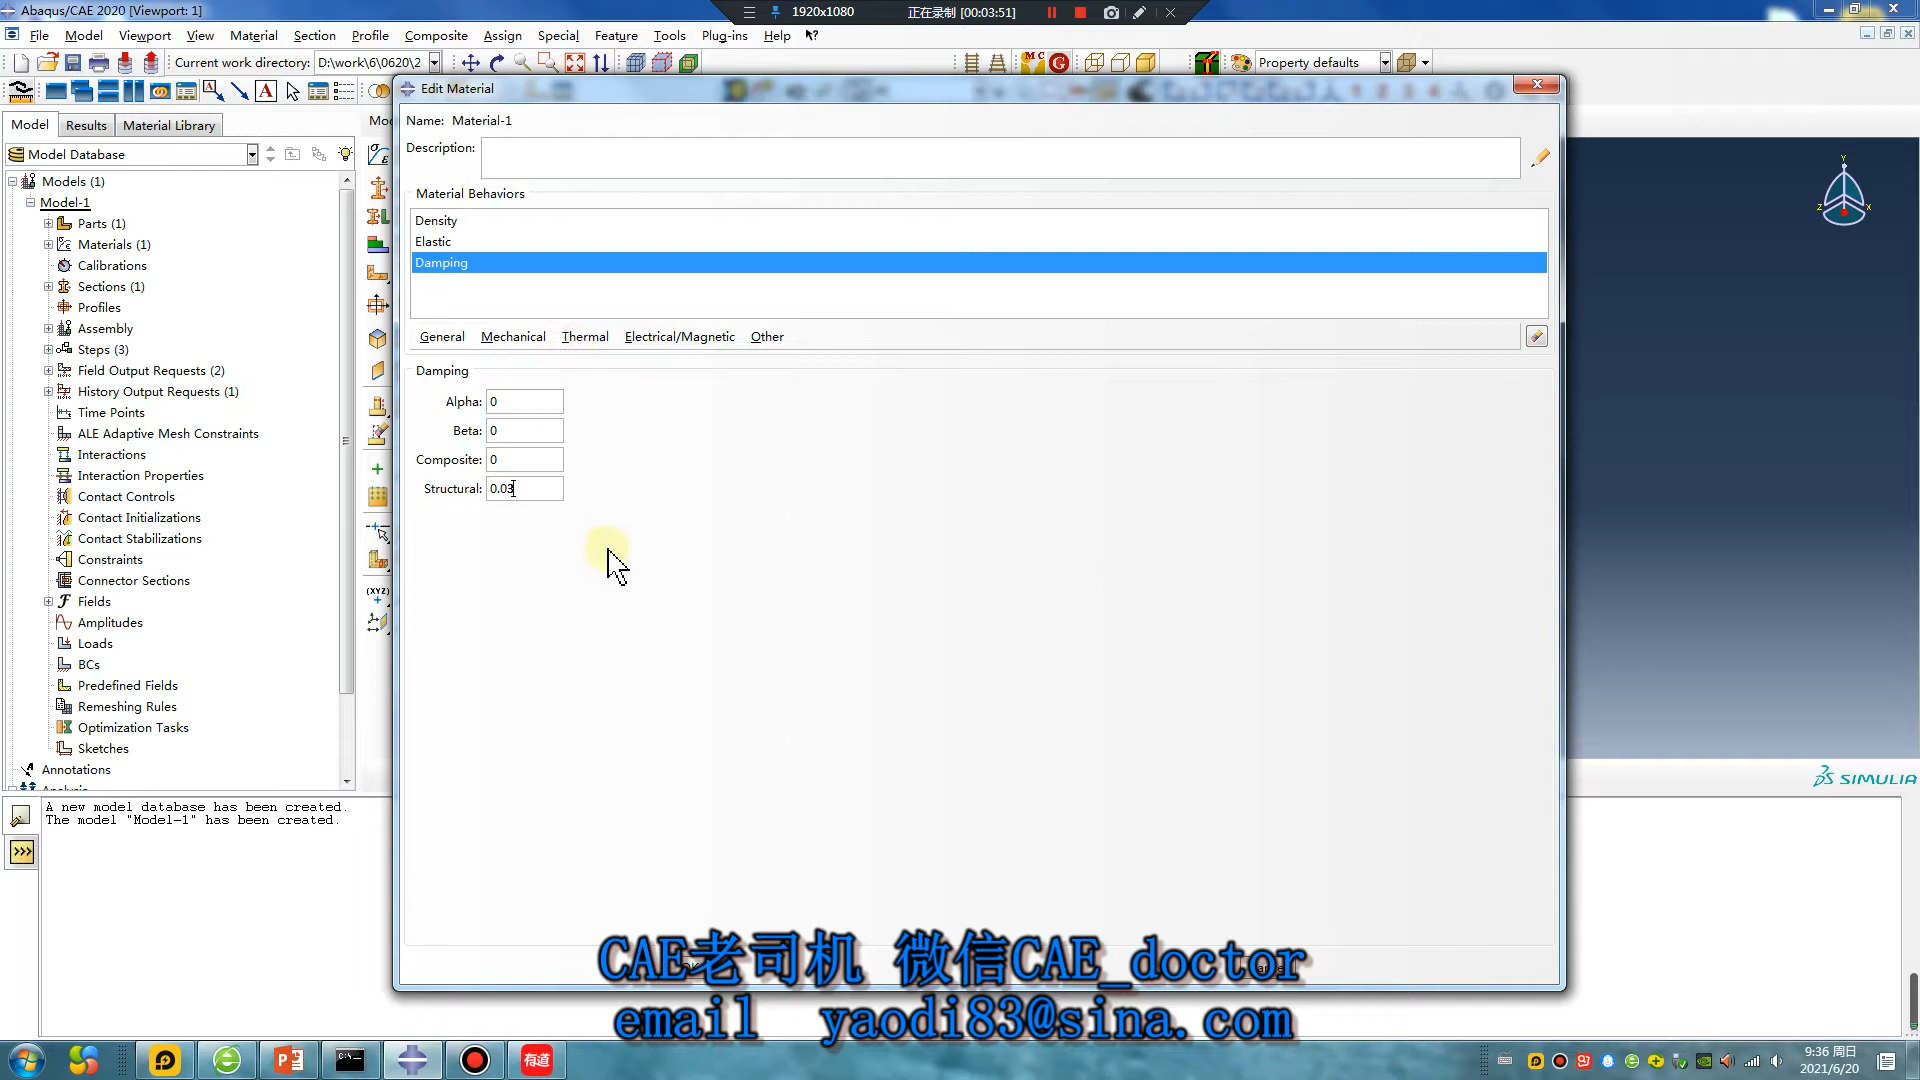 Abaqus/CAE 2020 [Viewport: 1]
1920x1080
正在录制 [00:03:51]
File Model Viewport View Material Section Profile Composite Assign Special Feature Tools Plug-ins Help
Current work directory: D:\work\6\0620\2
Property defaults
Model Results Material Library
Model Database
Models (1)
Model-1
Parts (1)
Materials (1)
Calibrations
Sections (1)
Profiles
Assembly
Steps (3)
Field Output Requests (2)
History Output Requests (1)
Time Points
ALE Adaptive Mesh Constraints
Interactions
Interaction Properties
Contact Controls
Contact Initializations
Contact Stabilizations
Constraints
Connector Sections
Fields
Amplitudes
Loads
BCs
Predefined Fields
Remeshing Rules
Optimization Tasks
Sketches
Annotations
Edit Material
Name: Material-1
Description:
Material Behaviors
Density
Elastic
Damping
General Mechanical Thermal Electrical/Magnetic Other
Damping
Alpha: 0
Beta: 0
Composite: 0
Structural: 0.03
Y
Z X
SIMULIA
A new model database has been created.
The model "Model-1" has been created.
CAE老司机 微信CAE_doctor
email yaodi83@sina.com
有道
9:36 周日
2021/6/20